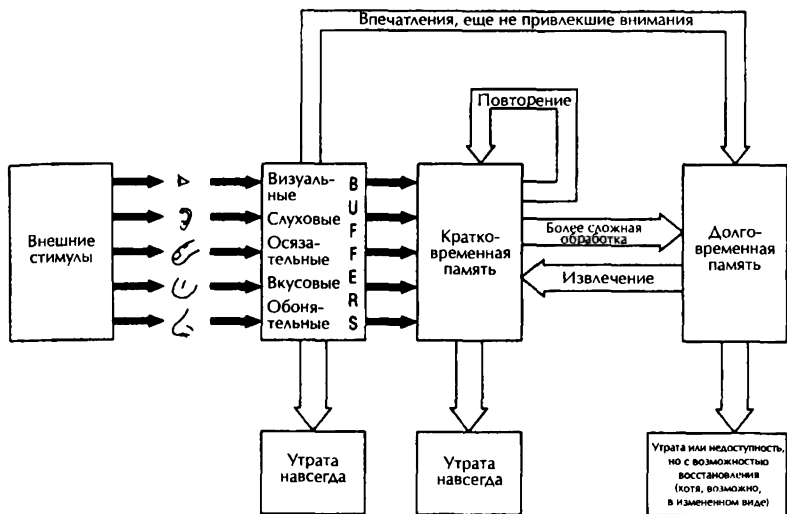 Впечатления, еще не привлекшие внимания
Повторение
Внешние
стимулы
Визуаль-
ные
Слуховые
Осяза-
тельные
Вкусовые
Обоня-
тельные
B
U
F
F
E
R
S
Кратко-
временная
память
Более сложная
обработка
Извлечение
Долго-
временная
память
Утрата
навсегда
Утрата
навсегда
Утрата или недоступность,
но с возможностью
восстановления
(котя, возможно,
в измененном виде)